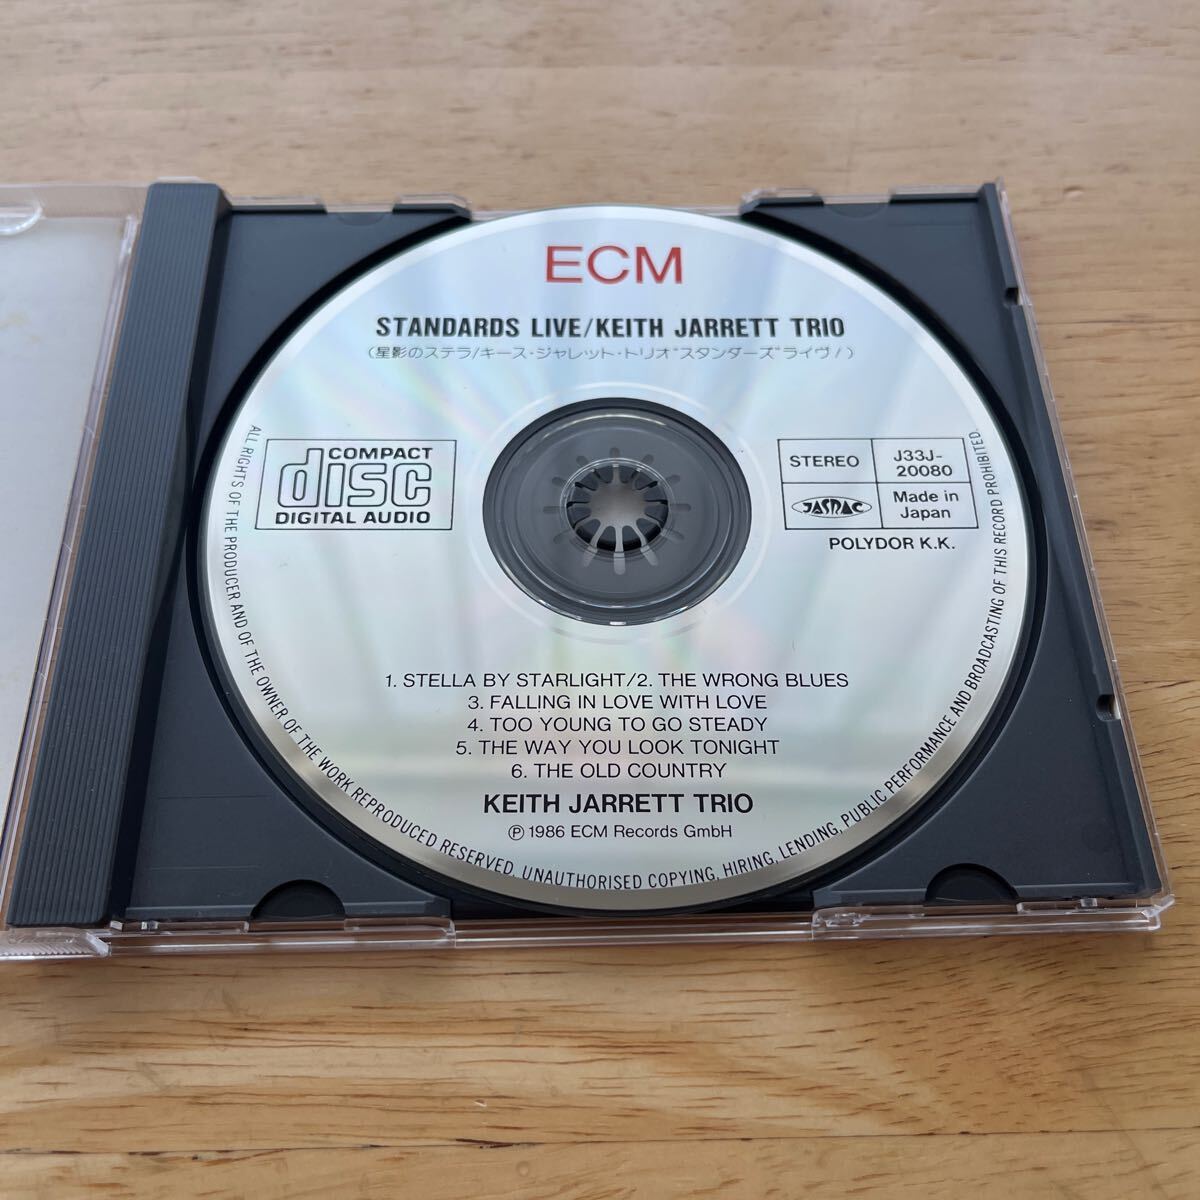 ECM
STANDARDS LIVE/KEITH JARRETT TRIO
(星影のステラ/キース・ジャレット・トリオ"スタンダーズ"ライヴ!)
COMPACT
disc
DIGITAL AUDIO
STEREO
J33J-
20080
JASRAC
Made in
Japan
POLYDOR K.K.
1. STELLA BY STARLIGHT/2. THE WRONG BLUES
3. FALLING IN LOVE WITH LOVE
4. TOO YOUNG TO GO STEADY
5. THE WAY YOU LOOK TONIGHT
6. THE OLD COUNTRY
KEITH JARRETT TRIO
℗ 1986 ECM Records GmbH
ALL RIGHTS OF THE PRODUCER AND OF THE OWNER OF THE WORK REPRODUCED RESERVED. UNAUTHORISED COPYING, HIRING, LENDING, PUBLIC PERFORMANCE AND BROADCASTING OF THIS RECORD PROHIBITED.